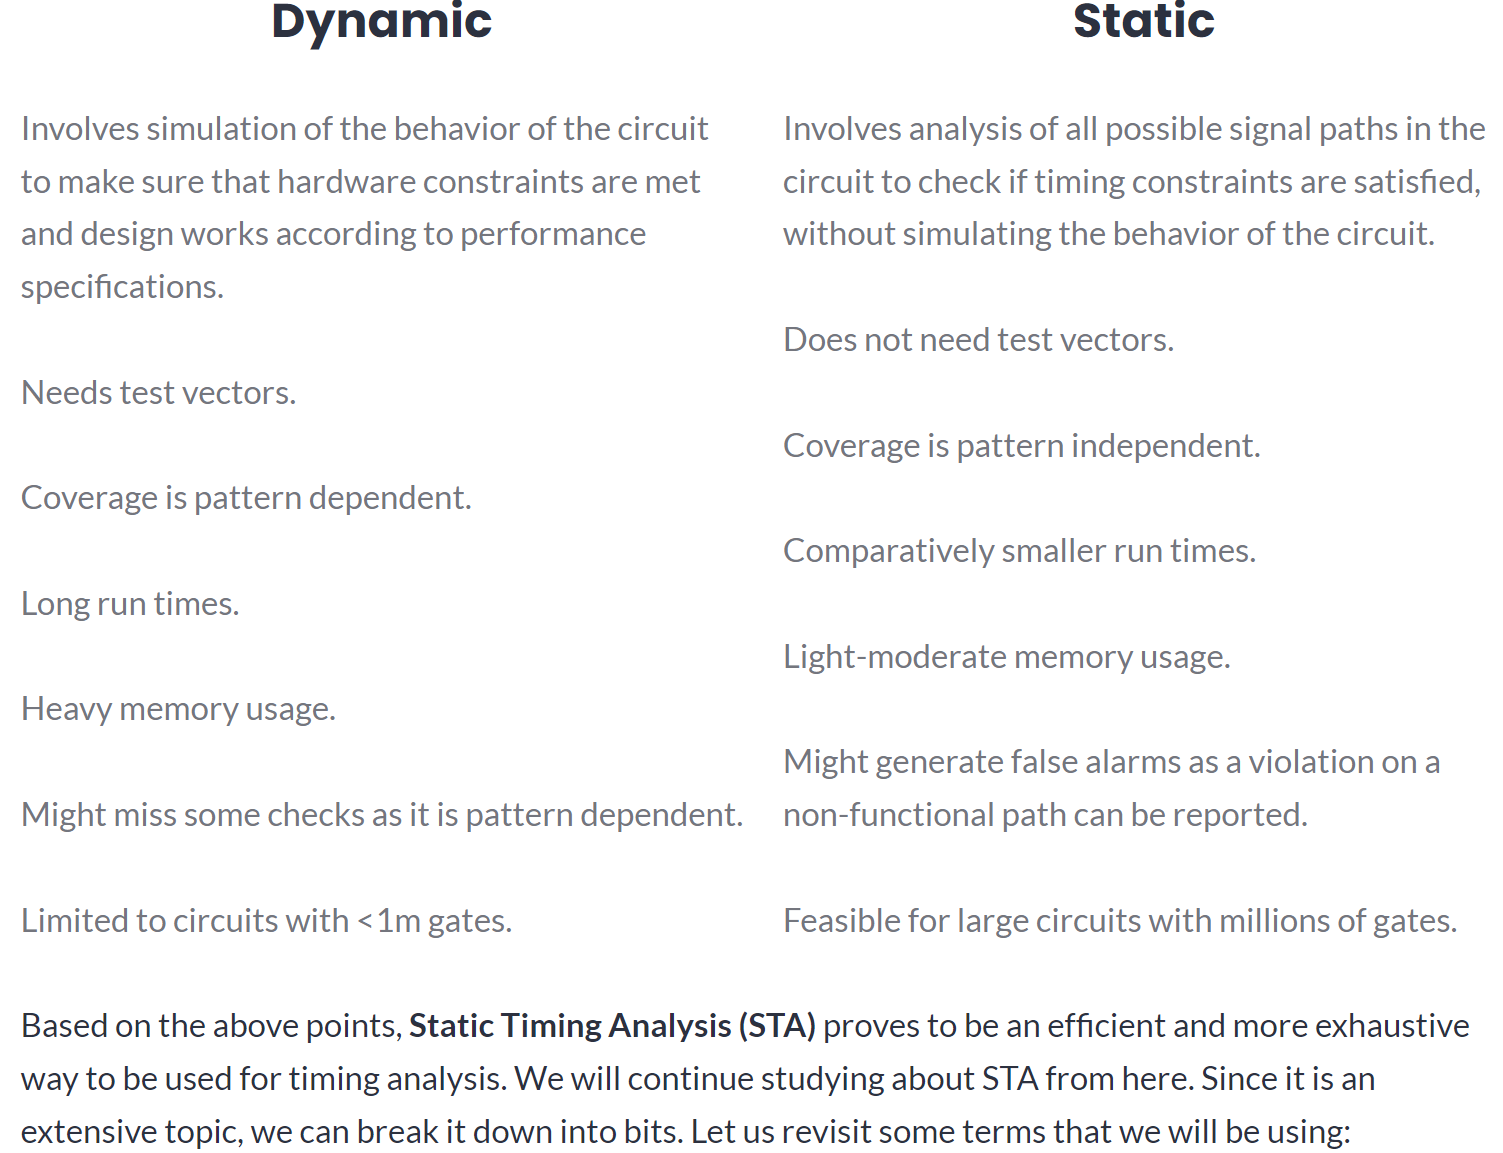 Dynamic
Involves simulation of the behavior of the circuit
to make sure that hardware constraints are met
and design works according to performance
specifications.
Needs test vectors.
Coverage is pattern dependent.
Long run times.
Heavy memory usage.
Might miss some checks as it is pattern dependent.
Limited to circuits with <1m gates.
Static
Involves analysis of all possible signal paths in the
circuit to check if timing constraints are satisfied,
without simulating the behavior of the circuit.
Does not need test vectors.
Coverage is pattern independent.
Comparatively smaller run times.
Light-moderate memory usage.
Might generate false alarms as a violation on a
non-functional path can be reported.
Feasible for large circuits with millions of gates.
Based on the above points, Static Timing Analysis (STA) proves to be an efficient and more exhaustive
way to be used for timing analysis. We will continue studying about STA from here. Since it is an
extensive topic, we can break it down into bits. Let us revisit some terms that we will be using: